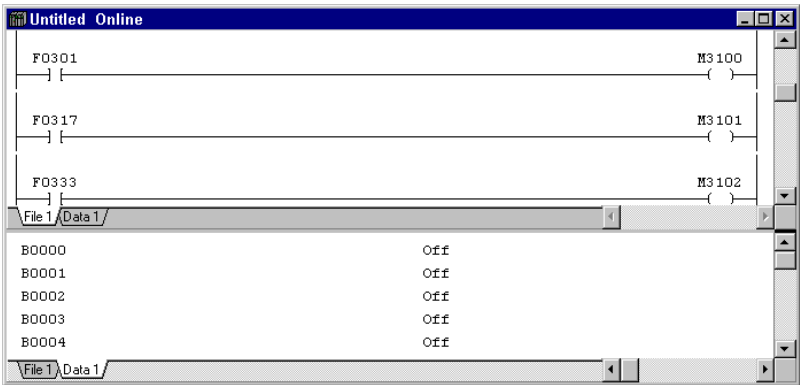 Untitled Online
F0301 M3100
F0317 M3101
F0333 M3102
File 1 Data 1
B0000 Off
B0001 Off
B0002 Off
B0003 Off
B0004 Off
File 1 Data 1